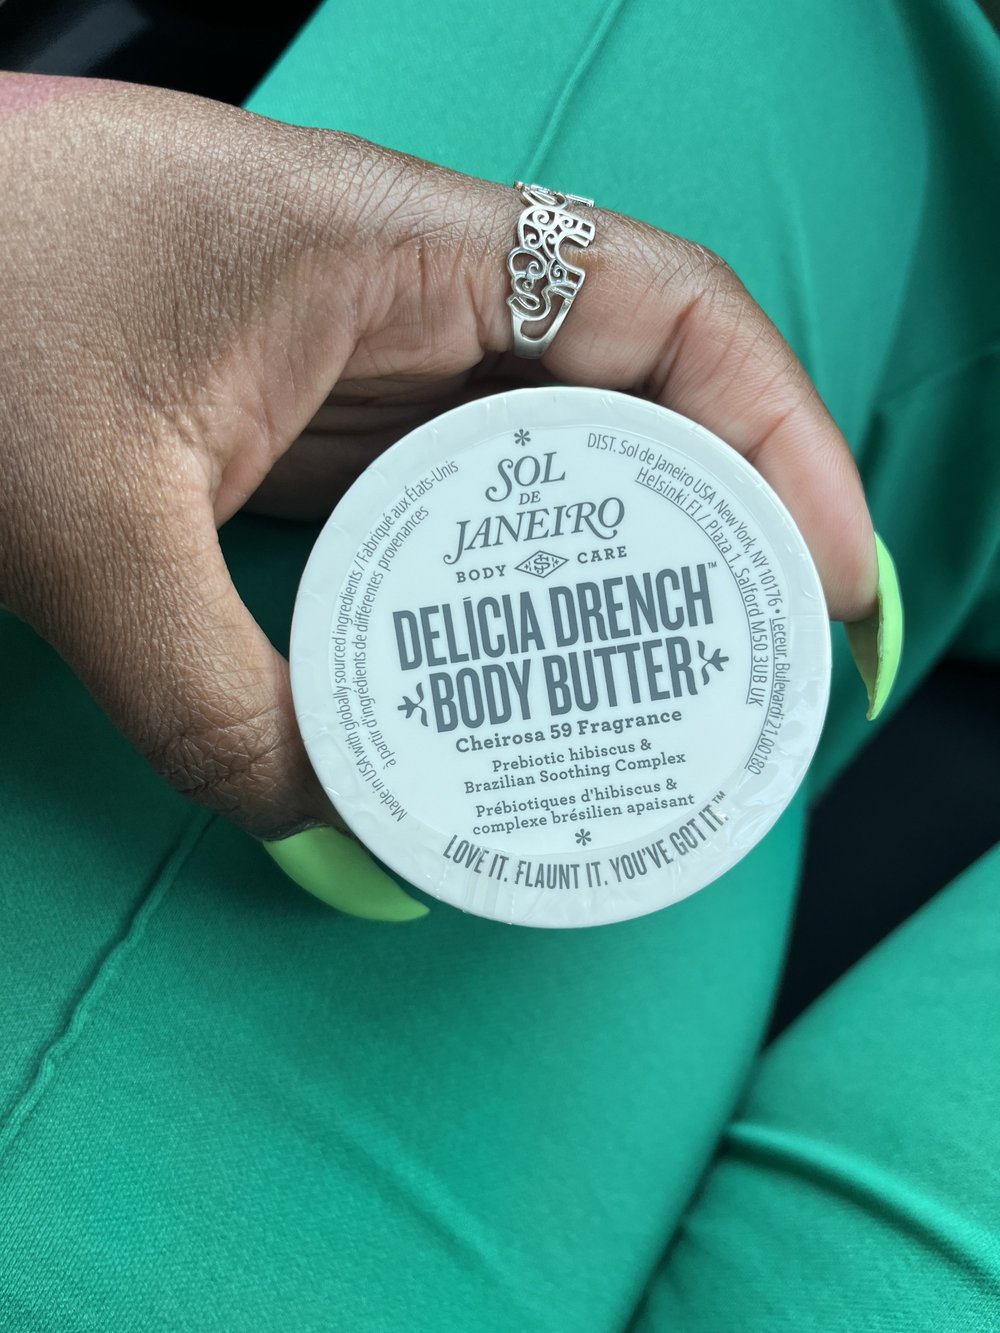 SOL
DE
JANEIRO
BODY CARE
DELÍCIA DRENCH™
BODY BUTTER
Cheirosa 59 Fragrance
Prebiotic hibiscus &
Brazilian Soothing Complex
Prébiotiques d'hibiscus &
complexe brésilien apaisant
LOVE IT. FLAUNT IT. YOU'VE GOT IT.™
Made in USA with globally sourced ingredients / Fabriqué aux États-Unis
à partir d'ingrédients de différentes provenances
DIST. Sol de Janeiro USA, New York, NY 10176 • Leceur, Bulevardi 21, 00180
Helsinki FI / Plaza 1, Salford M50 3UB UK